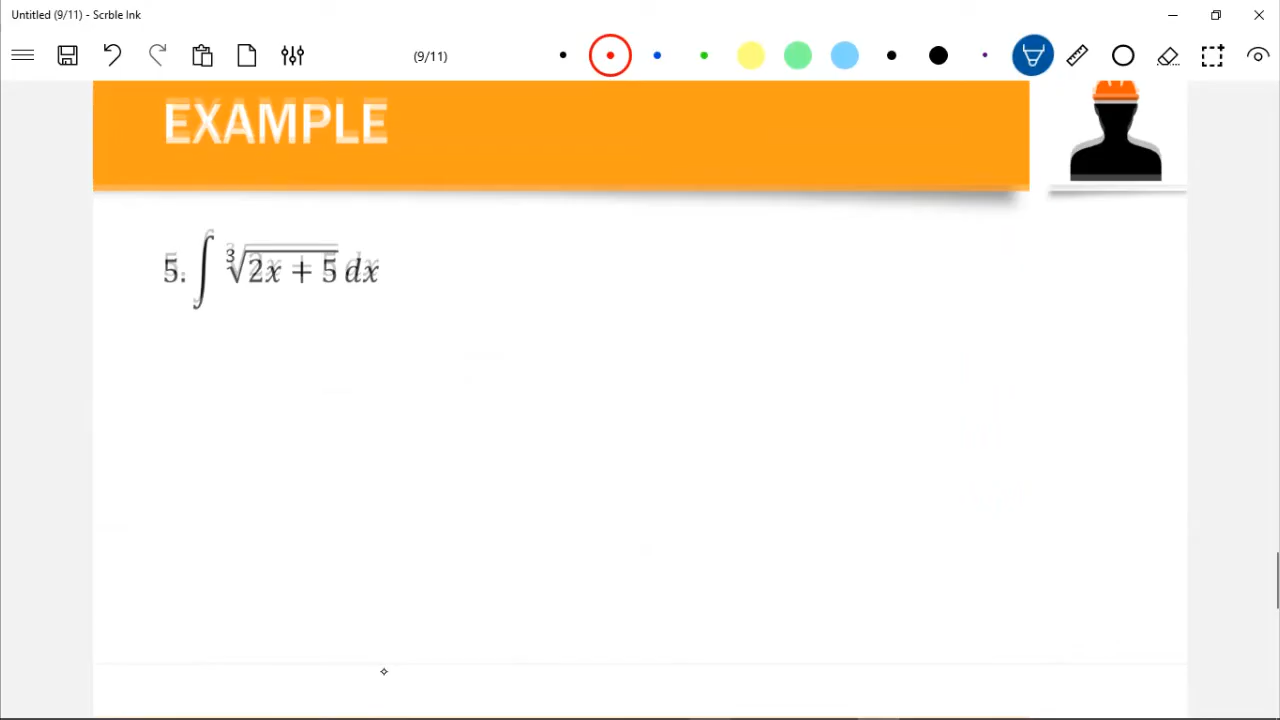 Untitled (9/11) - Scrble Ink
(9/11)
EXAMPLE
5. ∫ ∛(2x + 5) dx